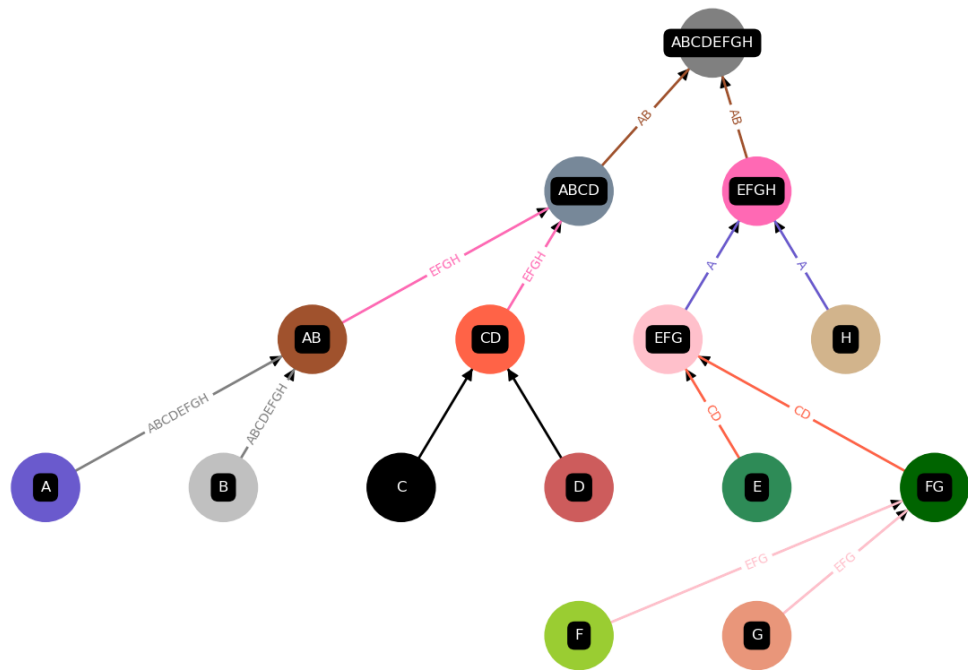 ABCDEFGH
AB
AB
ABCD
EFGH
EFGH
EFGH
A
A
AB
CD
EFG
H
ABCDEFGH
ABCDEFGH
CD
CD
A
B
C
D
E
FG
EFG
EFG
F
G